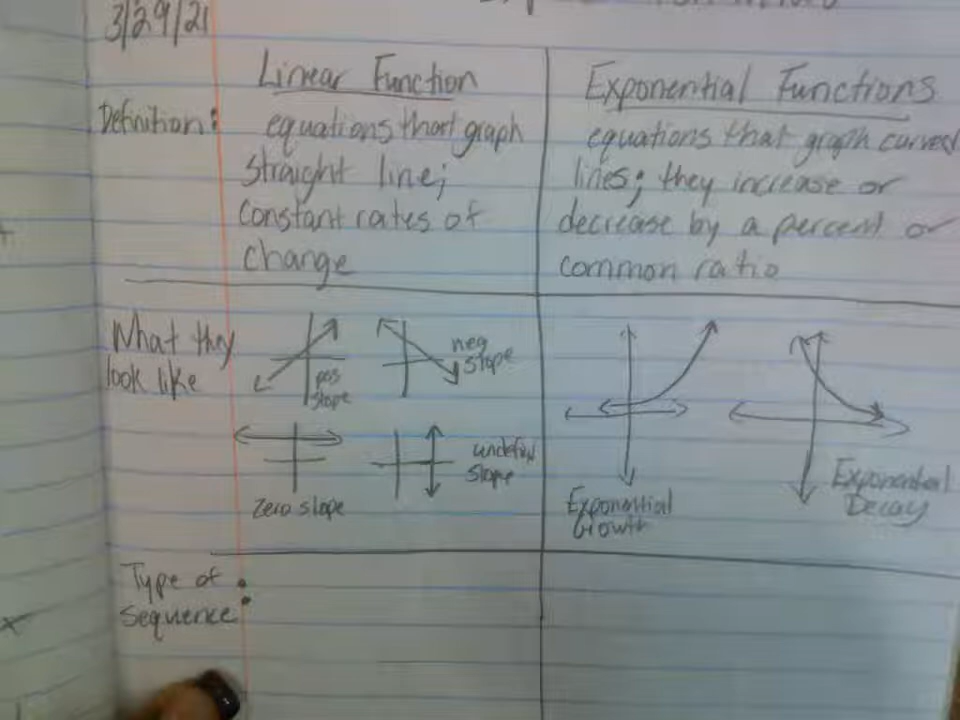 3/29/21
Linear Function
Exponential Functions
Definition:
equations that graph
straight line;
constant rates of
change
equations that graph curved
lines; they increase or
decrease by a percent or
common ratio
What they
look like
pos
slope
neg
slope
zero slope
undefin
slope
Exponential
Growth
Exponential
Decay
Type of
sequence: